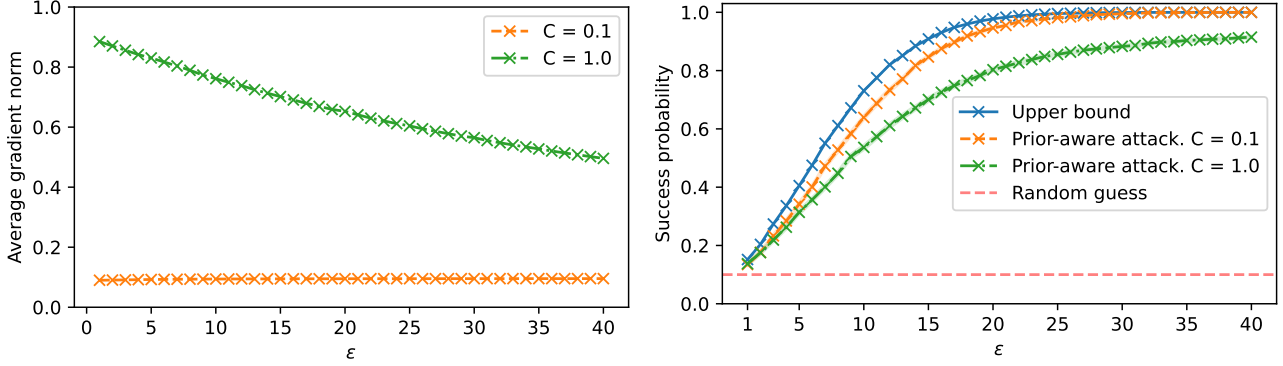 Average gradient norm
1.0
0.8
0.6
0.4
0.2
0.0
C = 0.1
C = 1.0
0 5 10 15 20 25 30 35 40
ε
Success probability
1.0
0.8
0.6
0.4
0.2
0.0
Upper bound
Prior-aware attack. C = 0.1
Prior-aware attack. C = 1.0
Random guess
1 5 10 15 20 25 30 35 40
ε